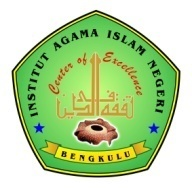 INSTITUT AGAMA ISLAM NEGERI
Center of Excellence
BENGKULU